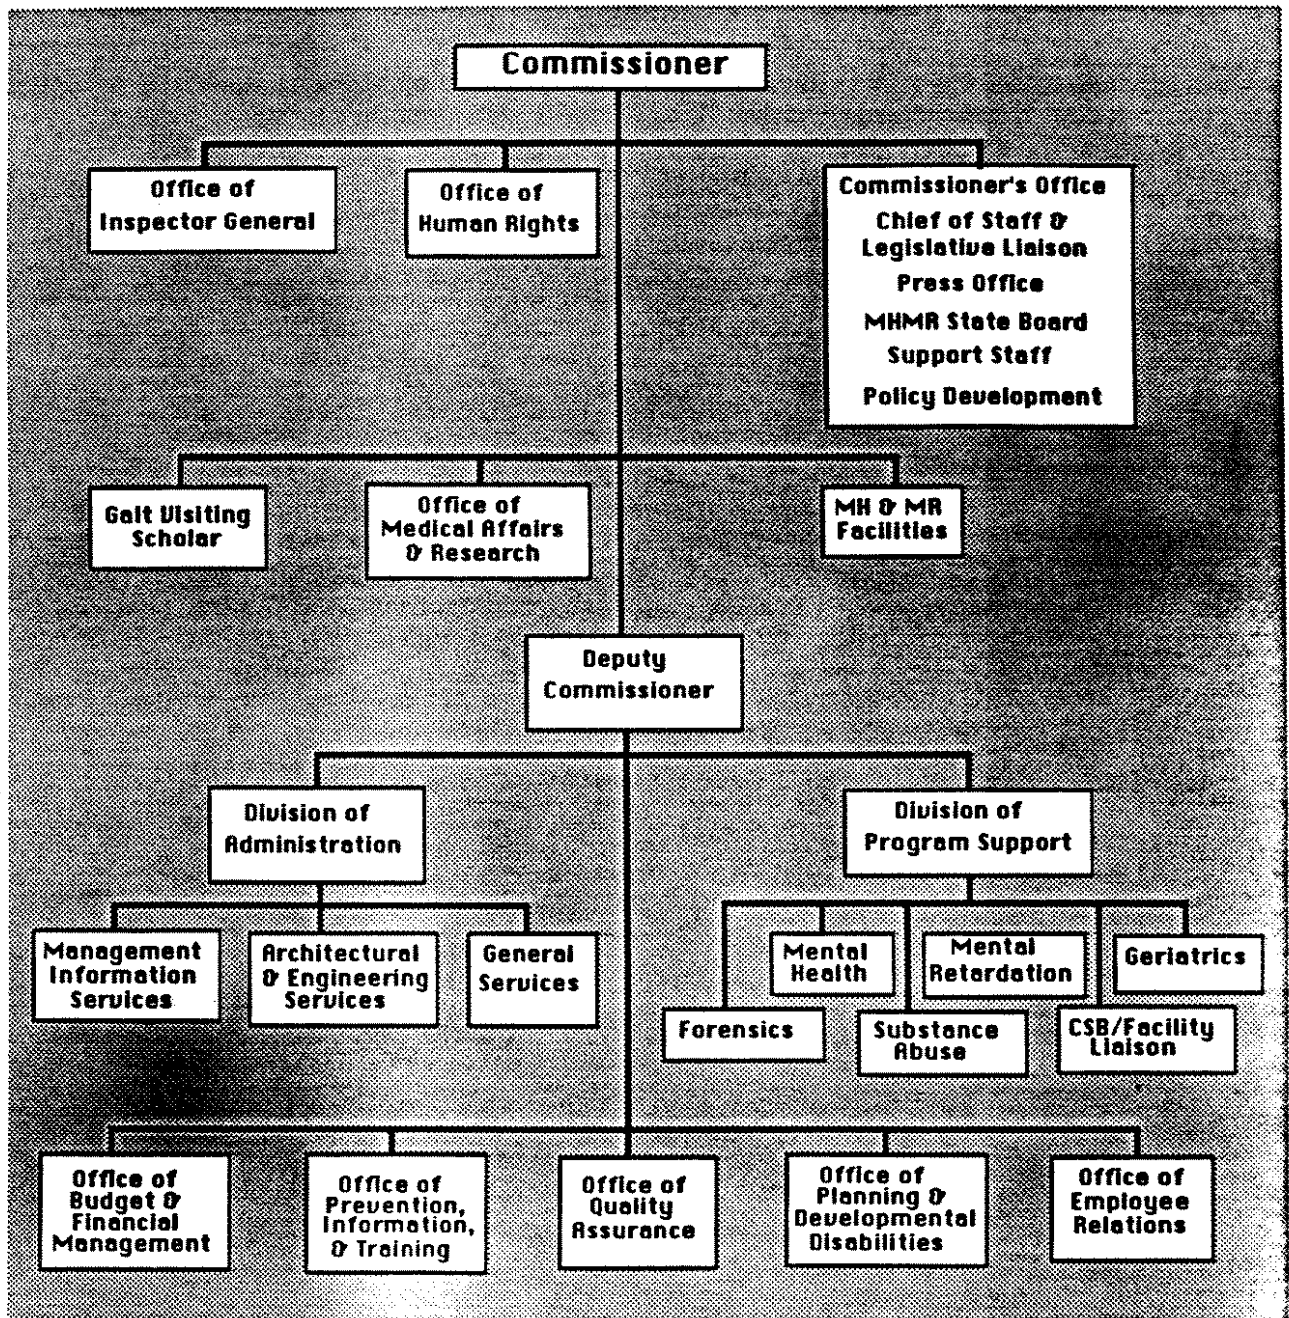 Commissioner
Office of
Inspector General
Office of
Human Rights
Commissioner's Office
Chief of Staff &
Legislative Liaison
Press Office
MHMR State Board
Support Staff
Policy Development
Galt Visiting
Scholar
Office of
Medical Affairs
& Research
MH & MR
Facilities
Deputy
Commissioner
Division of
Administration
Division of
Program Support
Management
Information
Services
Architectural
& Engineering
Services
General
Services
Forensics
Mental
Health
Substance
Abuse
Mental
Retardation
CSB/Facility
Liaison
Geriatrics
Office of
Budget &
Financial
Management
Office of
Prevention,
Information,
& Training
Office of
Quality
Assurance
Office of
Planning &
Developmental
Disabilities
Office of
Employee
Relations